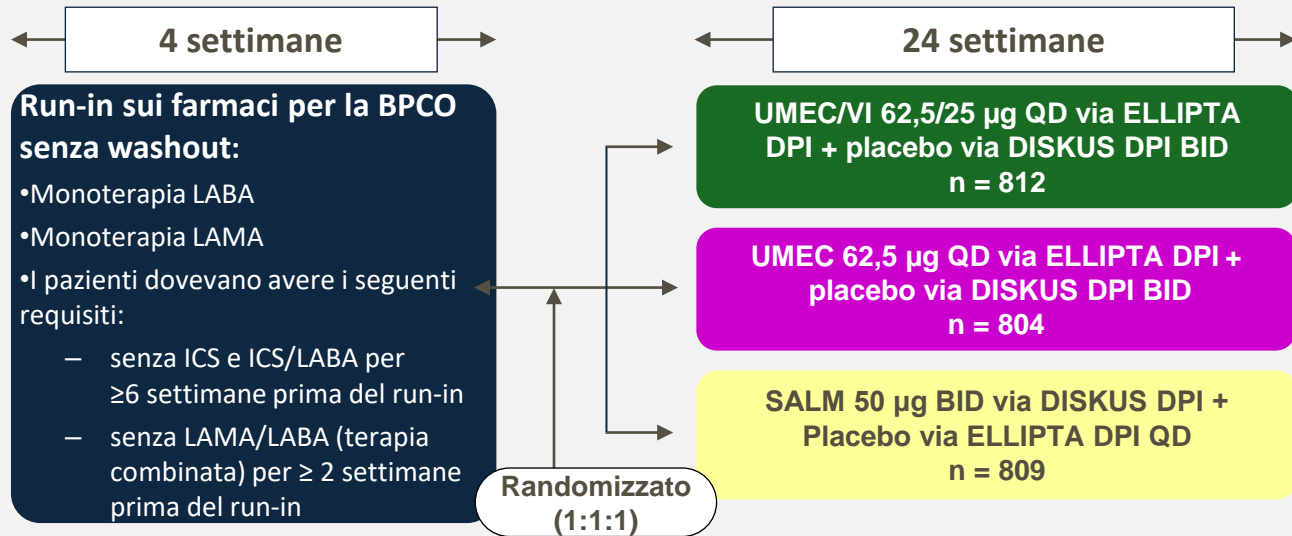 4 settimane
24 settimane
Run-in sui farmaci per la BPCO
senza washout:
•Monoterapia LABA
•Monoterapia LAMA
•I pazienti dovevano avere i seguenti
requisiti:
– senza ICS e ICS/LABA per
≥6 settimane prima del run-in
– senza LAMA/LABA (terapia
combinata) per ≥ 2 settimane
prima del run-in
Randomizzato
(1:1:1)
UMEC/VI 62,5/25 µg QD via ELLIPTA
DPI + placebo via DISKUS DPI BID
n = 812
UMEC 62,5 µg QD via ELLIPTA DPI +
placebo via DISKUS DPI BID
n = 804
SALM 50 µg BID via DISKUS DPI +
Placebo via ELLIPTA DPI QD
n = 809